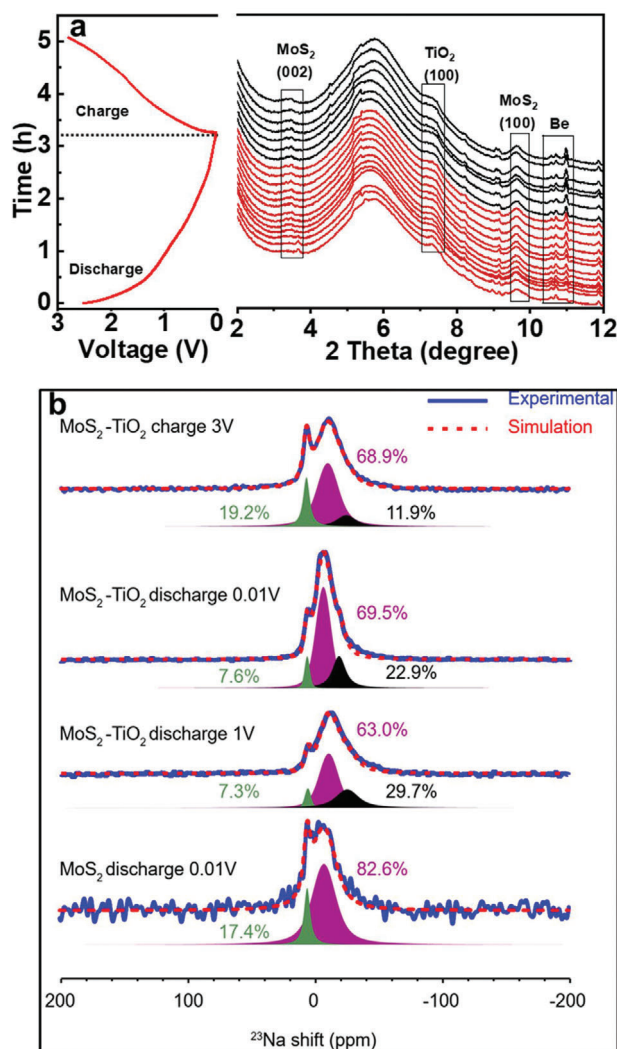 a
5
4
3
2
1
0
Time (h)
Charge
Discharge
3 2 1 0
Voltage (V)
MoS₂
(002)
TiO₂
(100)
MoS₂
(100)
Be
2 4 6 8 10 12
2 Theta (degree)
b
Experimental
Simulation
MoS₂-TiO₂ charge 3V
68.9%
19.2%
11.9%
MoS₂-TiO₂ discharge 0.01V
69.5%
7.6%
22.9%
MoS₂-TiO₂ discharge 1V
63.0%
7.3%
29.7%
MoS₂ discharge 0.01V
82.6%
17.4%
200 100 0 -100 -200
²³Na shift (ppm)